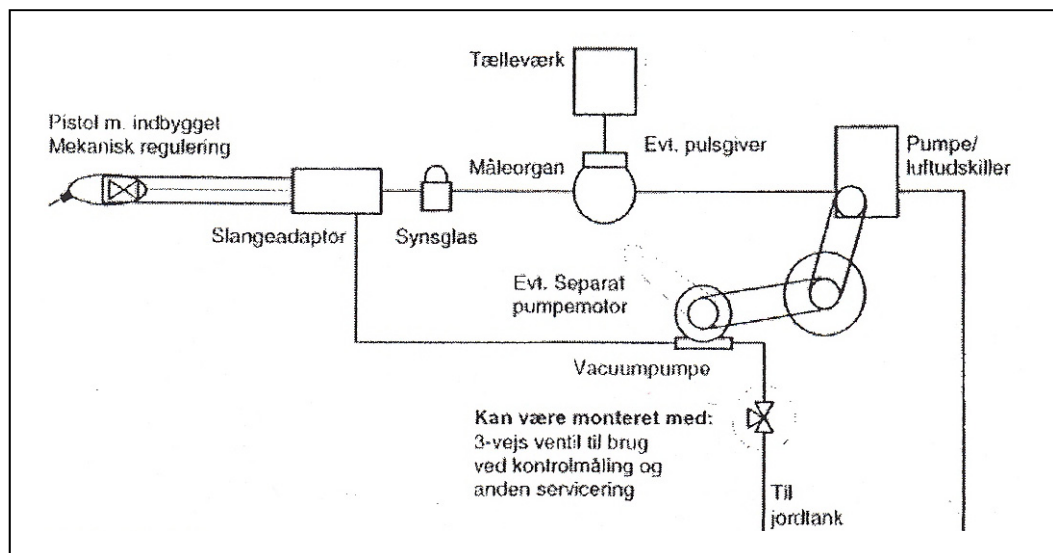 Tælleværk
Pistol m. indbygget
Mekanisk regulering
Måleorgan
Evt. pulsgiver
Pumpe/
luftudskiller
Slangeadaptor
Synsglas
Evt. Separat
pumpemotor
Vacuumpumpe
Kan være monteret med:
3-vejs ventil til brug
ved kontrolmåling og
anden servicering
Til
jordtank